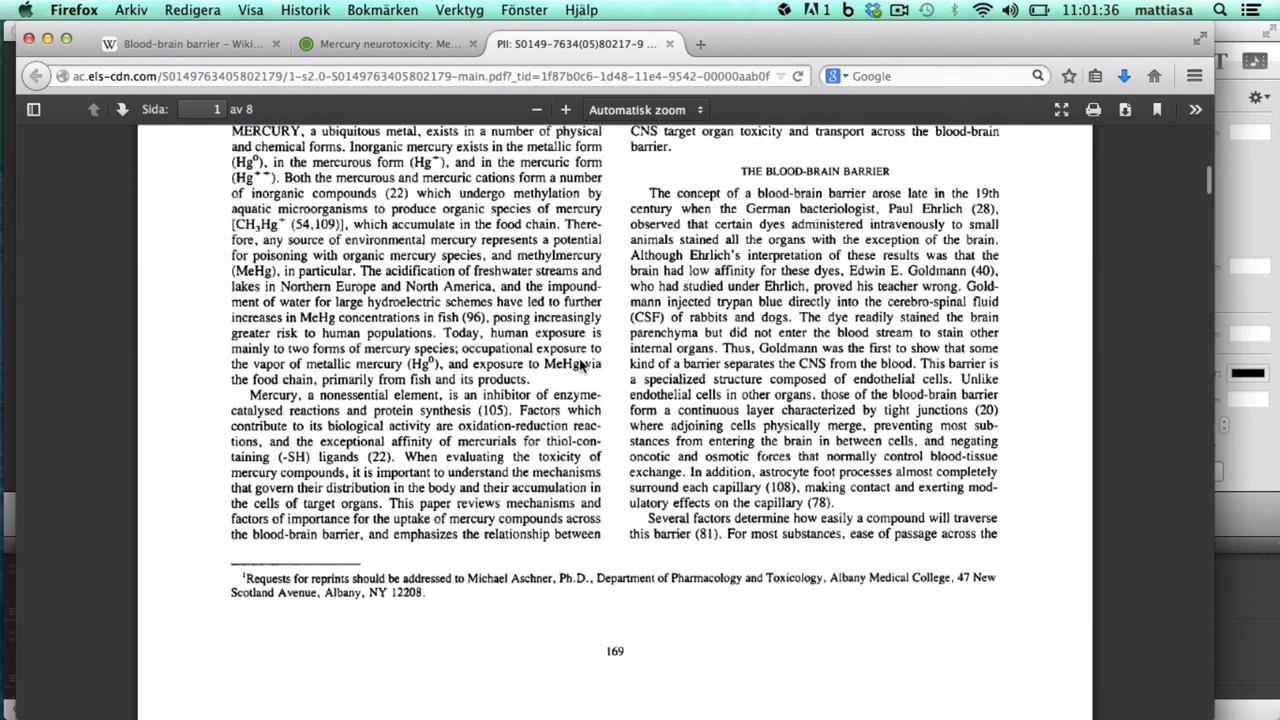 Firefox Arkiv Redigera Visa Historik Bokmärken Verktyg Fönster Hjälp 1 11:01:36 mattiasa
W Blood-brain barrier – Wiki... × Mercury neurotoxicity: Me... × PII: S0149-7634(05)80217-9 ... ×
ac.els-cdn.com/S0149763405802179/1-s2.0-S0149763405802179-main.pdf?_tid=1f87b0c6-1d48-11e4-9542-00000aab0f Google
Sida: 1 av 8 Automatisk zoom
MERCURY, a ubiquitous metal, exists in a number of physical
and chemical forms. Inorganic mercury exists in the metallic form
(Hg⁰), in the mercurous form (Hg⁺), and in the mercuric form
(Hg⁺⁺). Both the mercurous and mercuric cations form a number
of inorganic compounds (22) which undergo methylation by
aquatic microorganisms to produce organic species of mercury
[CH₃Hg⁺ (54,109)], which accumulate in the food chain. There-
fore, any source of environmental mercury represents a potential
for poisoning with organic mercury species, and methylmercury
(MeHg), in particular. The acidification of freshwater streams and
lakes in Northern Europe and North America, and the impound-
ment of water for large hydroelectric schemes have led to further
increases in MeHg concentrations in fish (96), posing increasingly
greater risk to human populations. Today, human exposure is
mainly to two forms of mercury species; occupational exposure to
the vapor of metallic mercury (Hg⁰), and exposure to MeHg via
the food chain, primarily from fish and its products.
Mercury, a nonessential element, is an inhibitor of enzyme-
catalysed reactions and protein synthesis (105). Factors which
contribute to its biological activity are oxidation-reduction reac-
tions, and the exceptional affinity of mercurials for thiol-con-
taining (-SH) ligands (22). When evaluating the toxicity of
mercury compounds, it is important to understand the mechanisms
that govern their distribution in the body and their accumulation in
the cells of target organs. This paper reviews mechanisms and
factors of importance for the uptake of mercury compounds across
the blood-brain barrier, and emphasizes the relationship between
CNS target organ toxicity and transport across the blood-brain
barrier.
THE BLOOD-BRAIN BARRIER
The concept of a blood-brain barrier arose late in the 19th
century when the German bacteriologist, Paul Ehrlich (28),
observed that certain dyes administered intravenously to small
animals stained all the organs with the exception of the brain.
Although Ehrlich's interpretation of these results was that the
brain had low affinity for these dyes, Edwin E. Goldmann (40),
who had studied under Ehrlich, proved his teacher wrong. Gold-
mann injected trypan blue directly into the cerebro-spinal fluid
(CSF) of rabbits and dogs. The dye readily stained the brain
parenchyma but did not enter the blood stream to stain other
internal organs. Thus, Goldmann was the first to show that some
kind of a barrier separates the CNS from the blood. This barrier is
a specialized structure composed of endothelial cells. Unlike
endothelial cells in other organs, those of the blood-brain barrier
form a continuous layer characterized by tight junctions (20)
where adjoining cells physically merge, preventing most sub-
stances from entering the brain in between cells, and negating
oncotic and osmotic forces that normally control blood-tissue
exchange. In addition, astrocyte foot processes almost completely
surround each capillary (108), making contact and exerting mod-
ulatory effects on the capillary (78).
Several factors determine how easily a compound will traverse
this barrier (81). For most substances, ease of passage across the
¹Requests for reprints should be addressed to Michael Aschner, Ph.D., Department of Pharmacology and Toxicology, Albany Medical College, 47 New
Scotland Avenue, Albany, NY 12208.
169